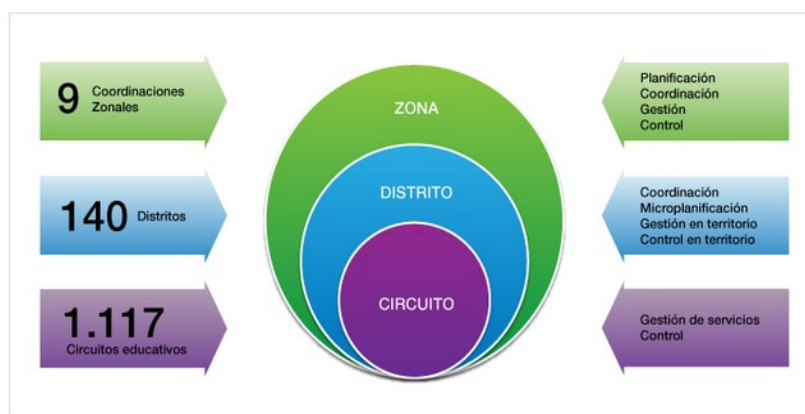 9 Coordinaciones
Zonales
140 Distritos
1.117
Circuitos educativos
ZONA
DISTRITO
CIRCUITO
Planificación
Coordinación
Gestión
Control
Coordinación
Microplanificación
Gestión en territorio
Control en territorio
Gestión de servicios
Control